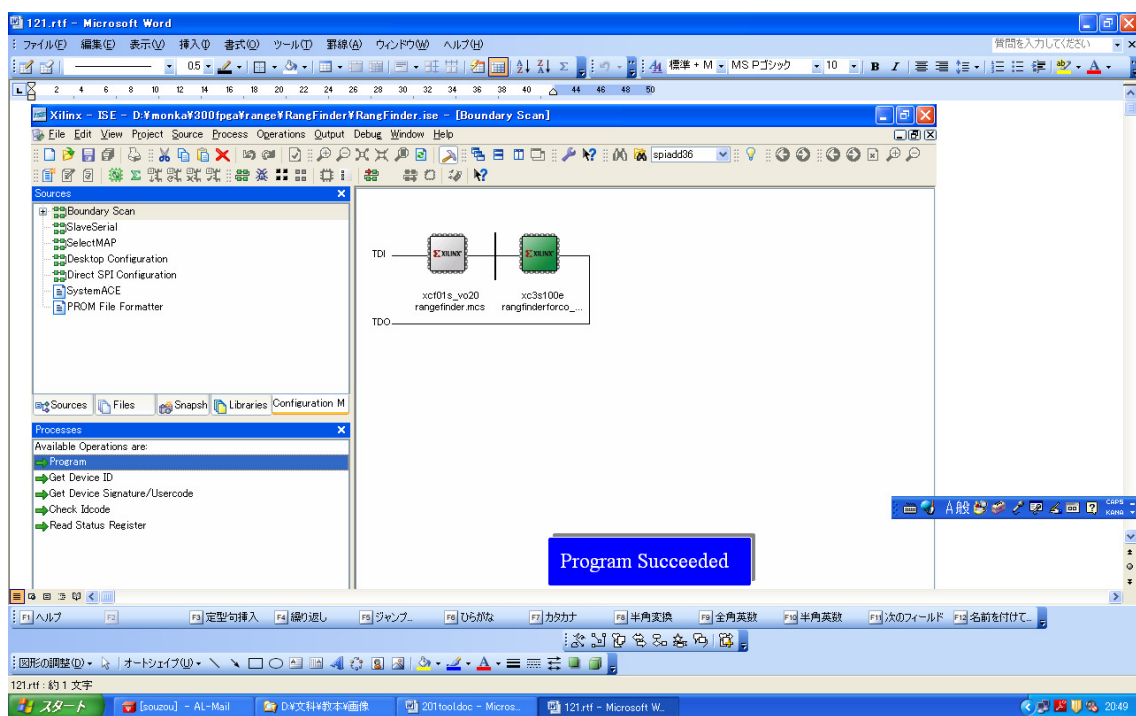 121.rtf - Microsoft Word
ファイル(F) 編集(E) 表示(V) 挿入(I) 書式(O) ツール(T) 罫線(A) ウィンドウ(W) ヘルプ(H) 質問を入力してください
0.5 標準 + M MS Pゴシック 10 B I A
2 4 6 8 10 12 14 16 18 20 22 24 26 28 30 32 34 36 38 40 44 46 48 50
Xilinx - ISE - D:¥monka¥300fpga¥range¥RangFinder¥RangFinder.ise - [Boundary Scan]
File Edit View Project Source Process Operations Output Debug Window Help
spiadd36
Sources
Boundary Scan
SlaveSerial
SelectMAP
Desktop Configuration
Direct SPI Configuration
SystemACE
PROM File Formatter
Sources Files Snapsh Libraries Configuration M
TDI
XILINX XILINX
xcf01s_vo20 xc3s100e
rangefinder.mcs rangfinderforco_...
TDO
Processes
Available Operations are:
Program
Get Device ID
Get Device Signature/Usercode
Check Idcode
Read Status Register
Program Succeeded
A 般 CAPS
KANA
F1 ヘルプ F2 F3 定型句挿入 F4 繰り返し F5 ジャンプ... F6 ひらがな F7 カタカナ F8 半角変換 F9 全角英数 F10 半角英数 F11 次のフィールド F12 名前を付けて...
図形の調整(D) オートシェイプ(U) A
121.rtf : 約 1 文字
スタート [souzou] - AL-Mail D:¥文科¥教本¥画像 201tool.doc - Micros... 121.rtf - Microsoft W... 20:49